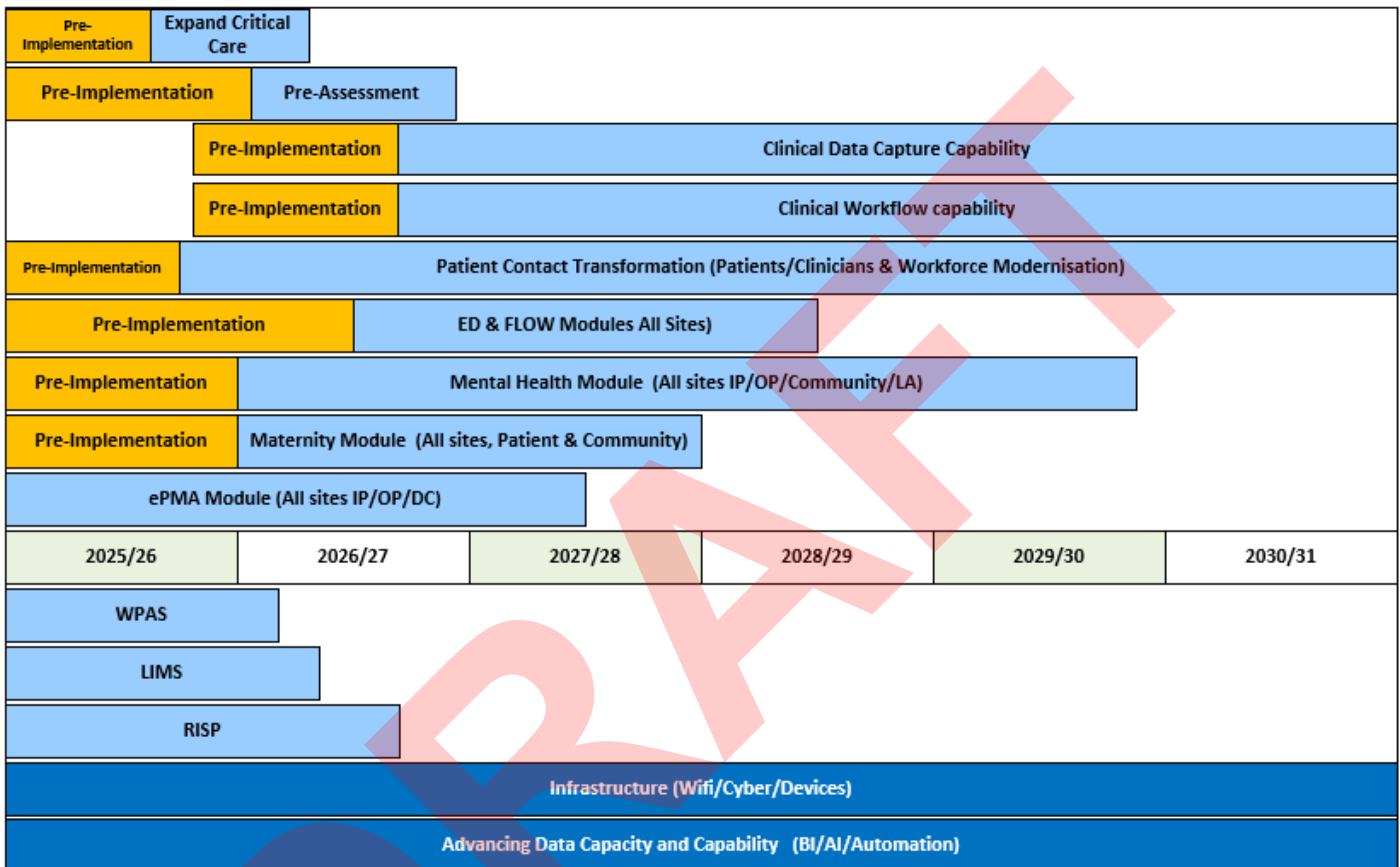 Pre-
Implementation
Expand Critical
Care
Pre-Implementation
Pre-Assessment
Pre-Implementation
Clinical Data Capture Capability
Pre-Implementation
Clinical Workflow capability
Pre-Implementation
Patient Contact Transformation (Patients/Clinicians & Workforce Modernisation)
Pre-Implementation
ED & FLOW Modules All Sites)
Pre-Implementation
Mental Health Module (All sites IP/OP/Community/LA)
Pre-Implementation
Maternity Module (All sites, Patient & Community)
ePMA Module (All sites IP/OP/DC)
2025/26
2026/27
2027/28
2028/29
2029/30
2030/31
WPAS
LIMS
RISP
Infrastructure (Wifi/Cyber/Devices)
Advancing Data Capacity and Capability (BI/AI/Automation)
DRAFT